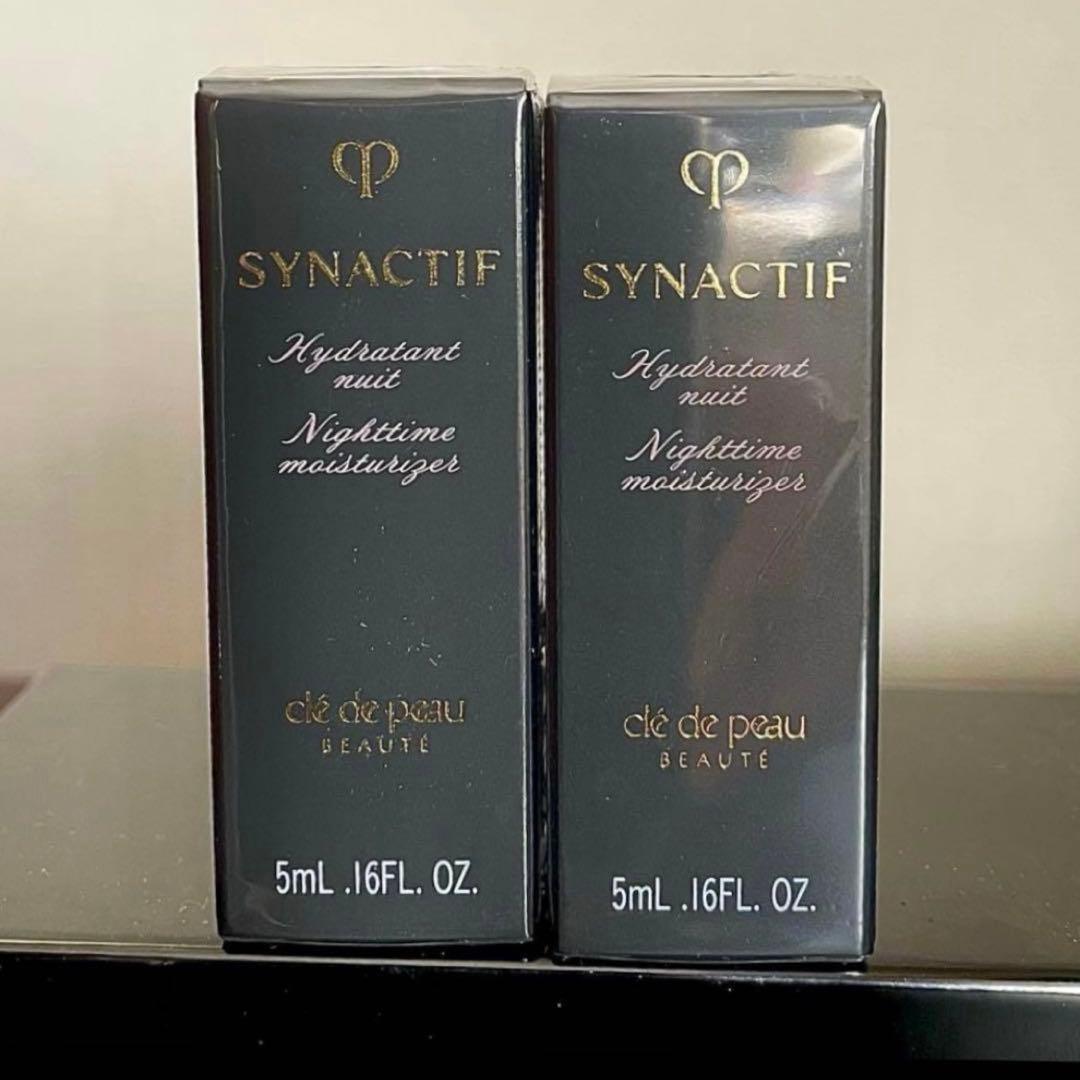 SYNACTIF
Hydratant
nuit
Nighttime
moisturizer
clé de peau
BEAUTÉ
5mL .16FL. OZ.
SYNACTIF
Hydratant
nuit
Nighttime
moisturizer
clé de peau
BEAUTÉ
5mL .16FL. OZ.